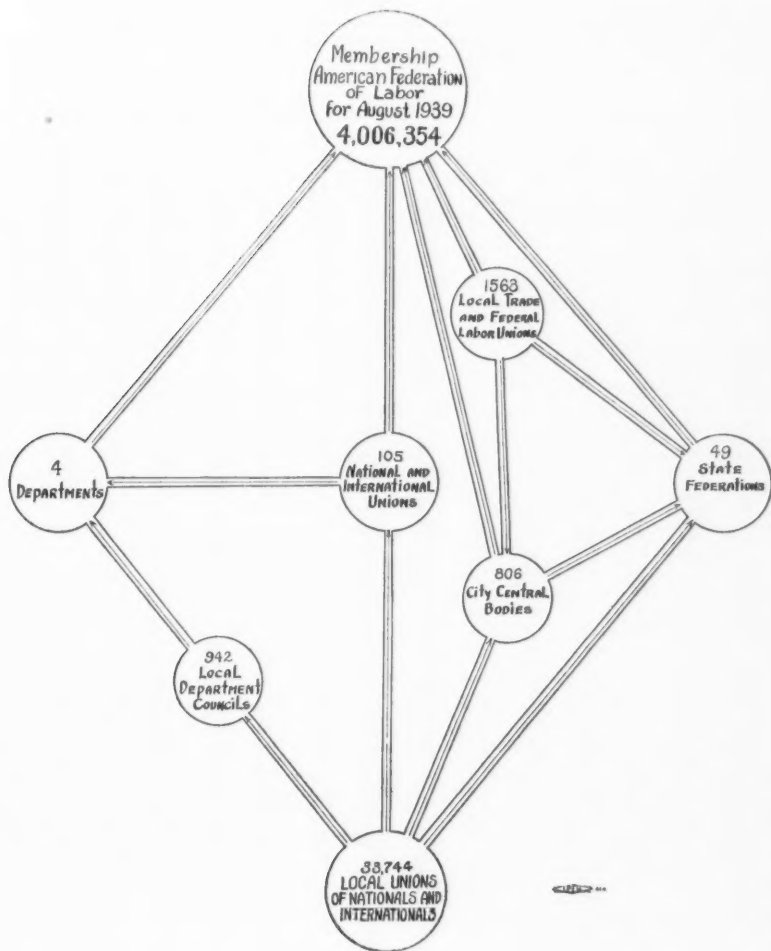 Membership
American Federation
of Labor
for August 1939
4,006,354
1563
Local Trade
and Federal
Labor Unions
4
Departments
105
National and
International
Unions
49
State
Federations
806
City Central
Bodies
942
Local
Department
Councils
33,744
Local Unions
of Nationals and
Internationals